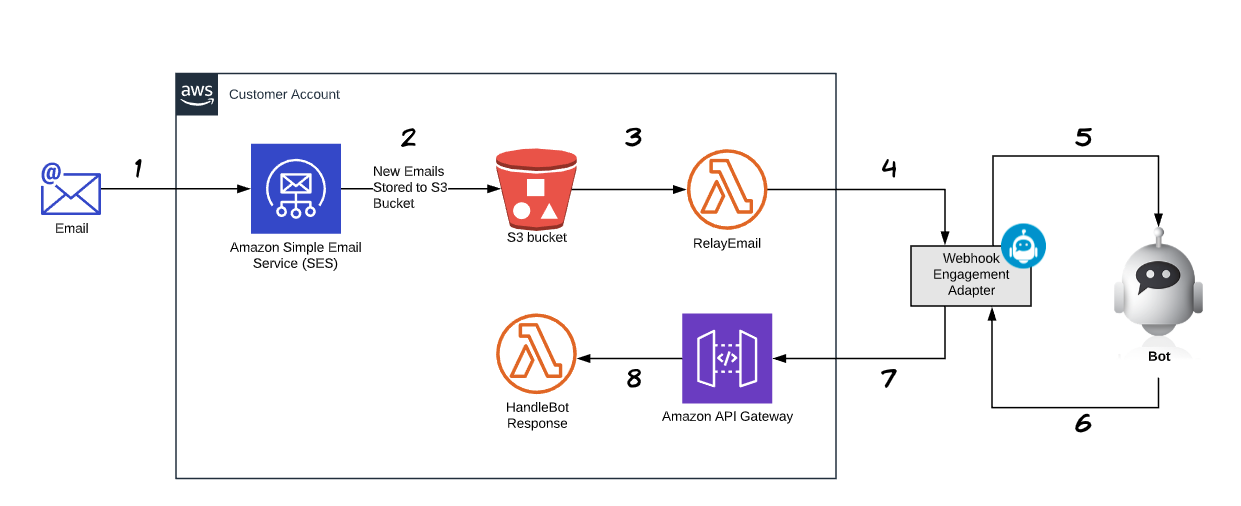 aws
Customer Account
1
2
3
4
5
@
New Emails
Stored to S3
Bucket
Email
Amazon Simple Email
Service (SES)
S3 bucket
RelayEmail
Webhook
Engagement
Adapter
Bot
</>
HandleBot
Response
8
Amazon API Gateway
7
6